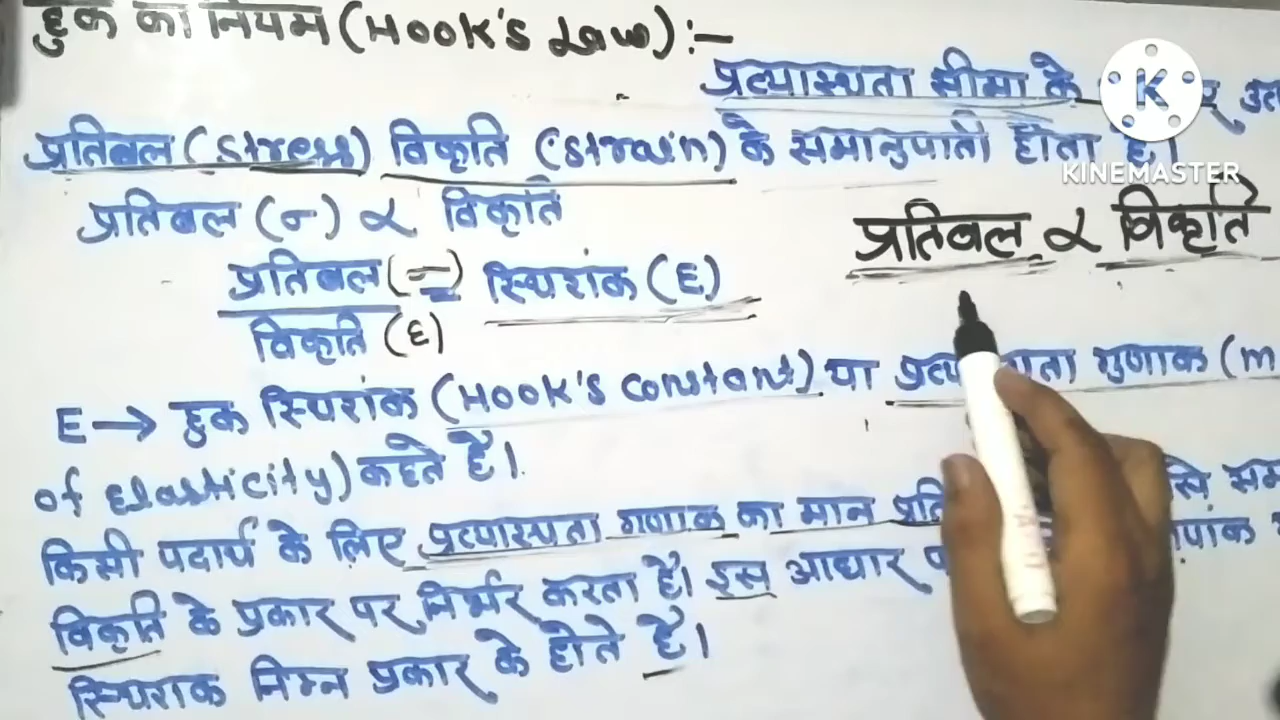 हुक का नियम (Hook's Law) :-
प्रत्यास्थता सीमा के
प्रतिबल (stress) विकृति (strain) के समानुपाती होता है।
प्रतिबल (σ) ∝ विकृति
प्रतिबल ∝ विकृति
प्रतिबल (=) स्थिरांक (E)
विकृति (ε)
E → हुक स्थिरांक (Hook's constant) या गुणाक (m
of Elasticity) कहते है।
किसी पदार्थ के लिए प्रत्यास्थता गणाक का मान
विकृति के प्रकार पर निर्भर करता है। इस आधार
स्थिराक निम्न प्रकार के होते है।
K
KINEMASTER